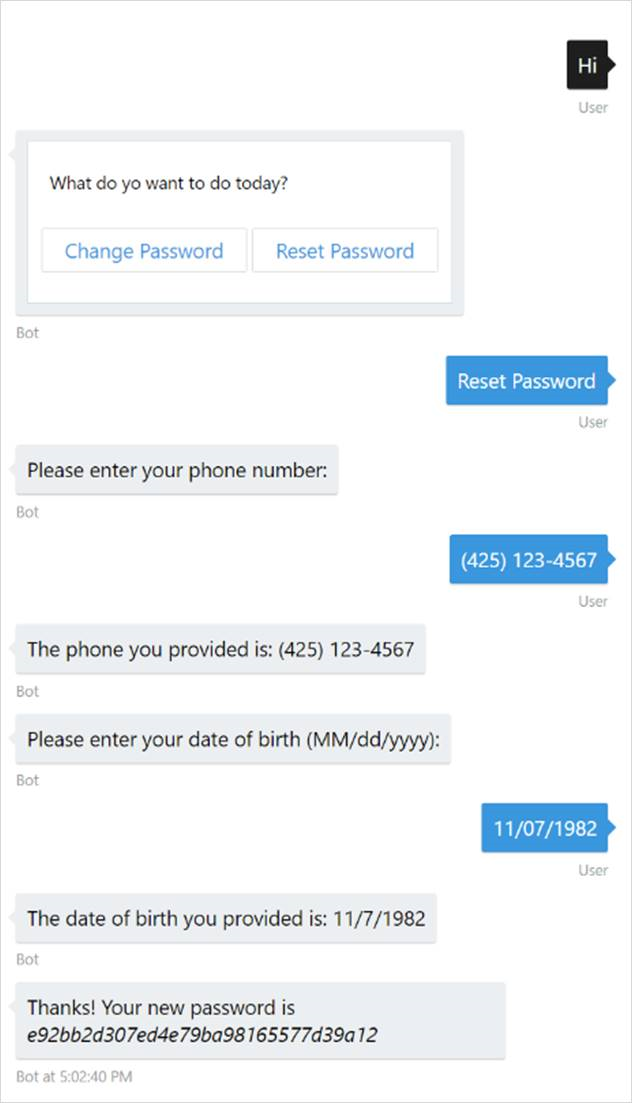 Hi
User
What do yo want to do today?
Change Password
Reset Password
Bot
Reset Password
User
Please enter your phone number:
Bot
(425) 123-4567
User
The phone you provided is: (425) 123-4567
Bot
Please enter your date of birth (MM/dd/yyyy):
Bot
11/07/1982
User
The date of birth you provided is: 11/7/1982
Bot
Thanks! Your new password is
e92bb2d307ed4e79ba98165577d39a12
Bot at 5:02:40 PM